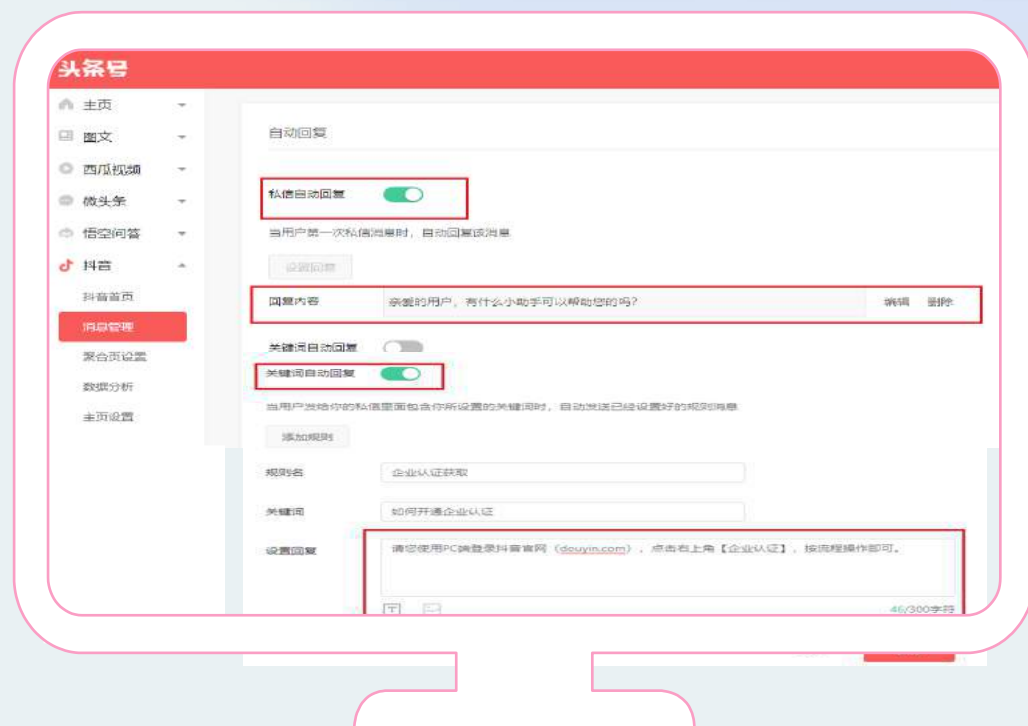 头条号
主页
图文
西瓜视频
微头条
悟空问答
抖音
抖音首页
消息管理
聚合页设置
数据分析
主页设置
自动回复
私信自动回复
当用户第一次私信消息时，自动回复该消息
设置回复
回复内容 亲爱的用户，有什么小助手可以帮助您的吗? 编辑 删除
关键词自动回复
关键词自动回复
当用户发给你的私信里面包含你所设置的关键词时，自动发送已经设置好的规则消息
添加规则
规则名 企业认证获取
关键词 如何开通企业认证
设置回复 请您使用PC端登录抖音官网（douyin.com），点击右上角【企业认证】，按流程操作即可。
46/300字符